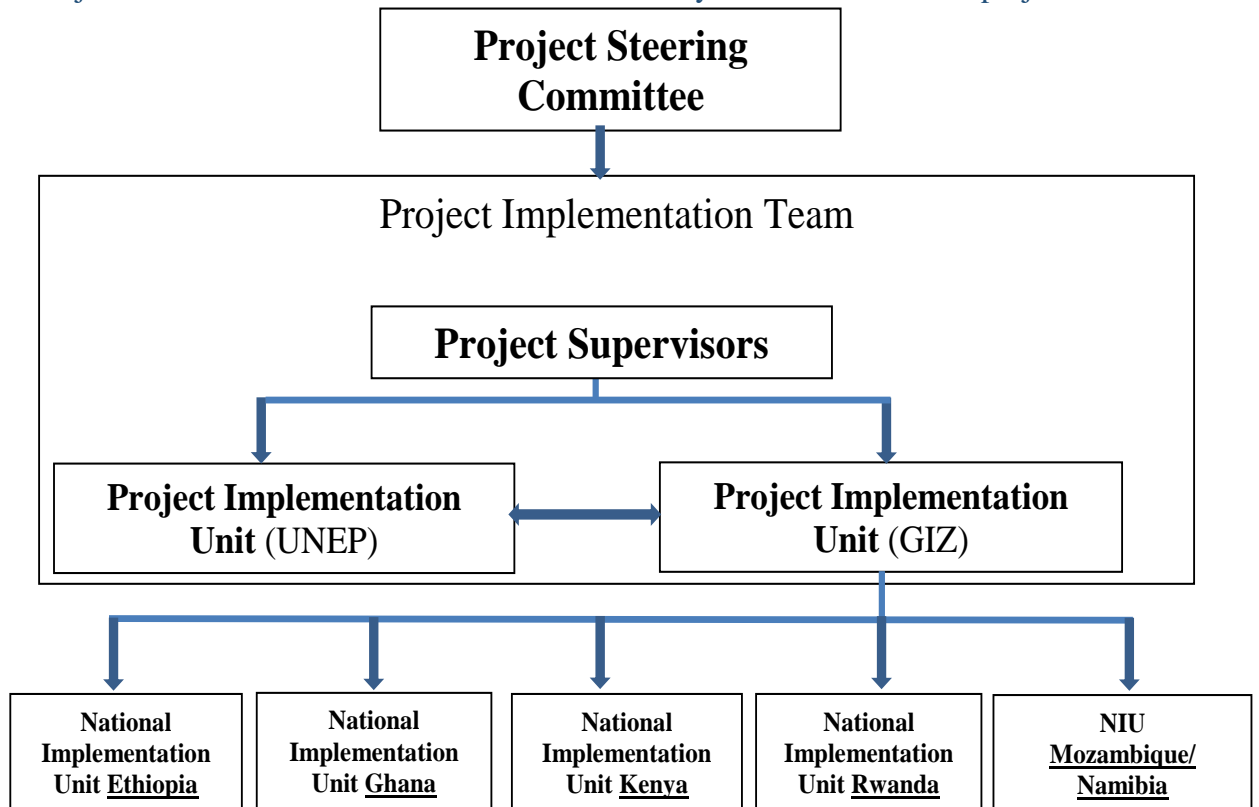 Project Steering
Committee
Project Implementation Team
Project Supervisors
Project Implementation
Unit (UNEP)
Project Implementation
Unit (GIZ)
National
Implementation
Unit Ethiopia
National
Implementation
Unit Ghana
National
Implementation
Unit Kenya
National
Implementation
Unit Rwanda
NIU
Mozambique/
Namibia